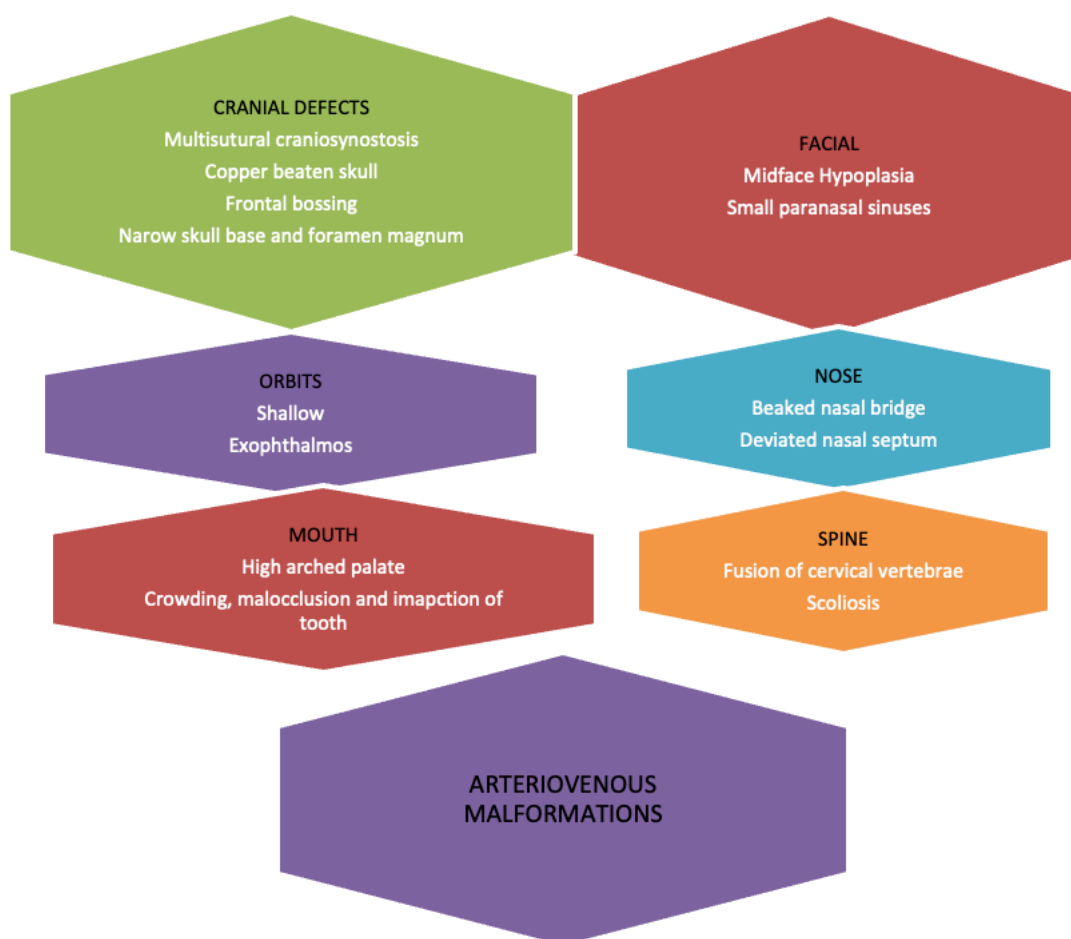 CRANIAL DEFECTS
Multisutural craniosynostosis
Copper beaten skull
Frontal bossing
Narow skull base and foramen magnum
FACIAL
Midface Hypoplasia
Small paranasal sinuses
ORBITS
Shallow
Exophthalmos
NOSE
Beaked nasal bridge
Deviated nasal septum
MOUTH
High arched palate
Crowding, malocclusion and imapction of
tooth
SPINE
Fusion of cervical vertebrae
Scoliosis
ARTERIOVENOUS
MALFORMATIONS